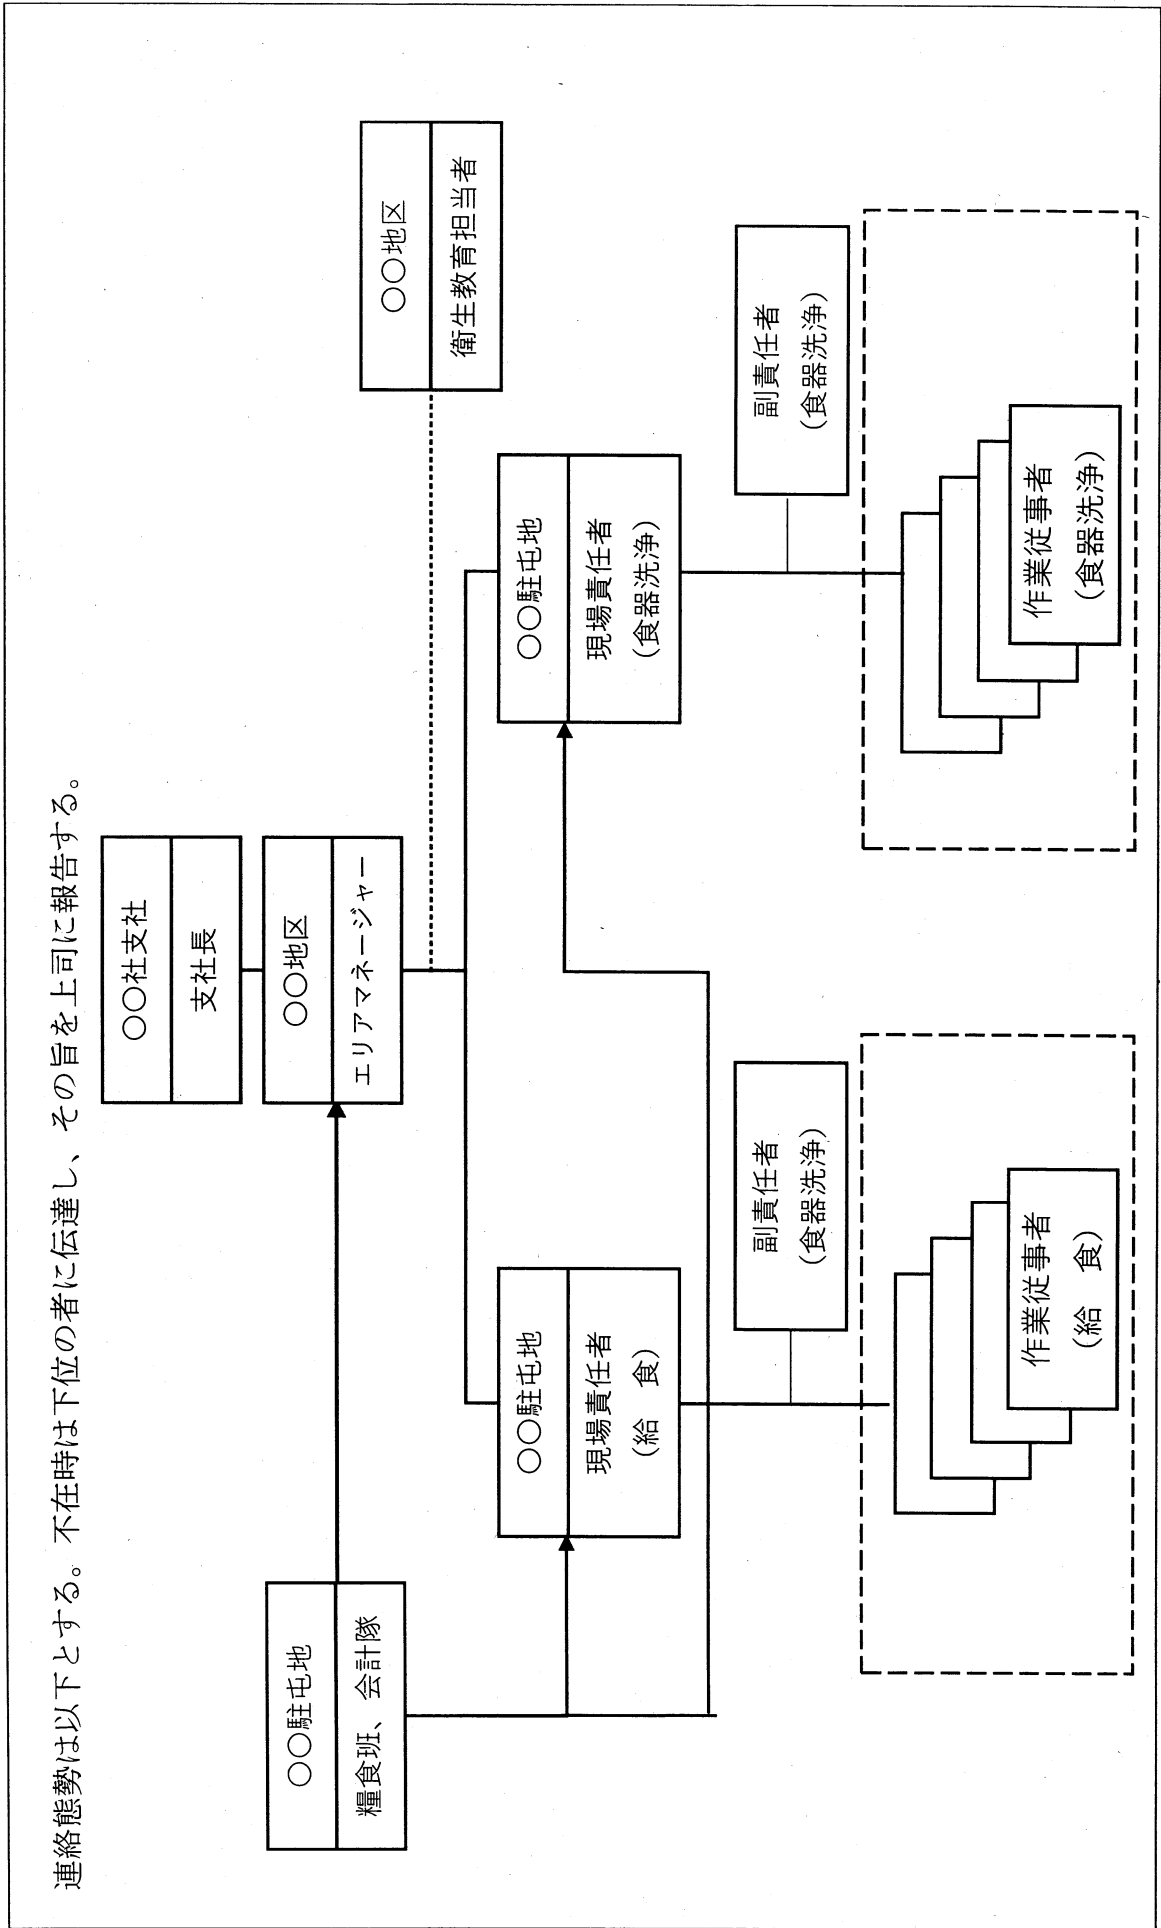 連絡態勢は以下とする。不在時は下位の者に伝達し、その旨を上司に報告する。
〇〇社支社
支社長
〇〇地区
エリアマネージャー
〇〇駐屯地
糧食班、会計隊
〇〇地区
衛生教育担当者
〇〇駐屯地
現場責任者
（給　食）
〇〇駐屯地
現場責任者
（食器洗浄）
副責任者
（食器洗浄）
副責任者
（食器洗浄）
作業従事者
（給　食）
作業従事者
（食器洗浄）